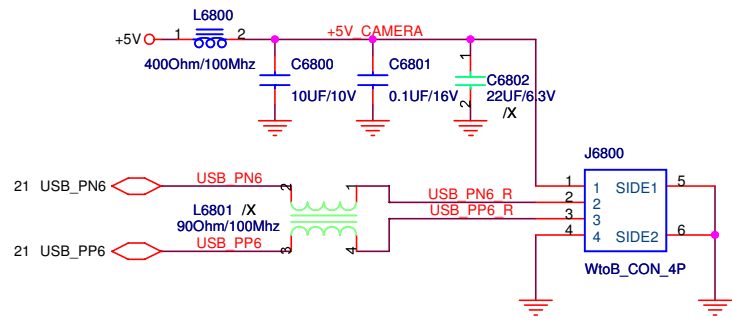 L6800
+5V 1 2 +5V_CAMERA
400Ohm/100Mhz
C6800
10UF/10V
C6801
0.1UF/16V
1
C6802
22UF/6.3V
2
/X
J6800
21 USB_PN6 USB_PN6 2 1
L6801 /X
90Ohm/100Mhz
21 USB_PP6 USB_PP6 3 4
USB_PN6_R
USB_PP6_R
1 1 SIDE1 5
2 2
3 3
4 4 SIDE2 6
WtoB_CON_4P